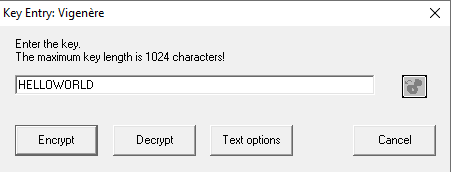 Key Entry: Vigenère
Enter the key.
The maximum key length is 1024 characters!
HELLOWORLD
Encrypt Decrypt Text options Cancel